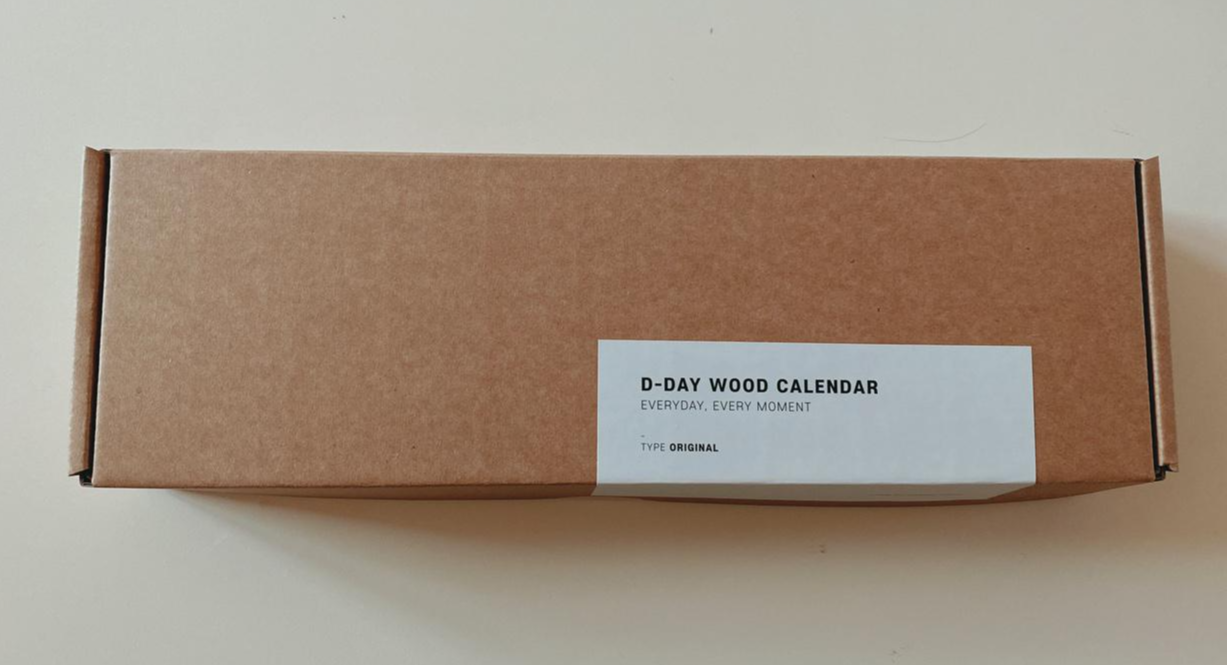 D-DAY WOOD CALENDAR
EVERYDAY, EVERY MOMENT
-
TYPE ORIGINAL